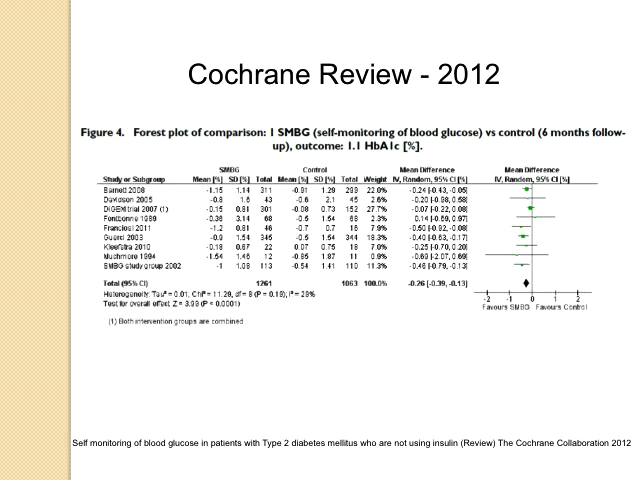 Cochrane Review - 2012
Figure 4. Forest plot of comparison: 1 SMBG (self-monitoring of blood glucose) vs control (6 months follow-
up), outcome: 1.1 HbA1c [%].
SMBG Control Mean Difference Mean Difference
Study or Subgroup Mean [%] SD [%] Total Mean [%] SD [%] Total Weight IV, Random, 95% CI [%] IV, Random, 95% CI [%]
Barnett 2008 -1.15 1.14 311 -0.91 1.29 299 22.0% -0.24 [-0.43, -0.05]
Davidson 2005 -0.8 1.6 43 -0.6 2.1 45 2.6% -0.20 [-0.98, 0.58]
DIGEM trial 2007 (1) -0.15 0.81 301 -0.08 0.73 152 27.7% -0.07 [-0.22, 0.08]
Fontbonne 1989 -0.36 3.14 68 -0.5 1.54 68 0.14 [-0.69, 0.97]
Franciosi 2011 -1.2 0.81 46 -0.7 0.7 16 -0.50 [-0.92, -0.08]
Guerci 2003 -0.9 1.54 345 -0.5 1.54 344 18.3% -0.40 [-0.63, -0.17]
Kleefstra 2010 -0.18 0.67 22 0.07 0.75 18 7.0% -0.25 [-0.70, 0.20]
Muchmore 1994 -1.54 1.46 12 -0.85 1.87 11 -0.69 [-2.07, 0.69]
SMBG study group 2002 -1 1.08 113 -0.54 1.41 110 -0.46 [-0.79, -0.13]
Total (95% CI) 1261 1063 100.0% -0.26 [-0.39, -0.13]
Heterogeneity: Tau² = 0.01; Chi² = 11.28, df = 8 (P = 0.19); I² = 29%
Test for overall effect: Z = 3.99 (P < 0.0001)
-2 -1 0 1 2
Favours SMBG Favours Control
(1) Both intervention groups are combined
Self monitoring of blood glucose in patients with Type 2 diabetes mellitus who are not using insulin (Review) The Cochrane Collaboration 2012